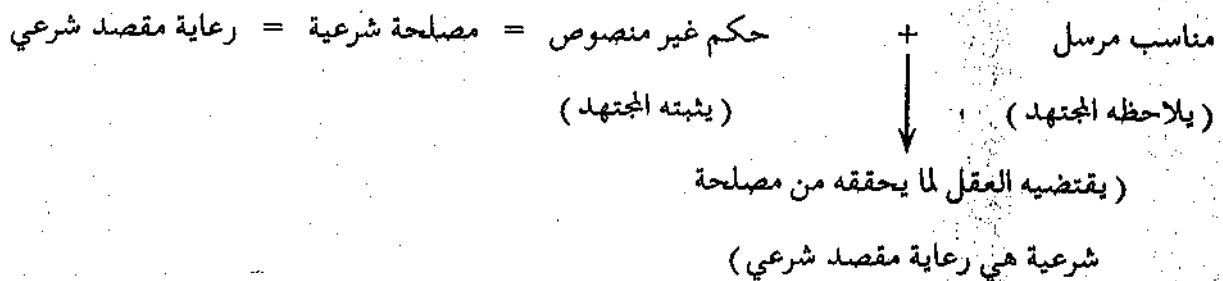 مناسب مرسل + حكم غير منصوص = مصلحة شرعية = رعاية مقصد شرعي
(يلاحظه المجتهد) (يثبته المجتهد)
(يقتضيه العقل لما يحققه من مصلحة
شرعية هي رعاية مقصد شرعي)